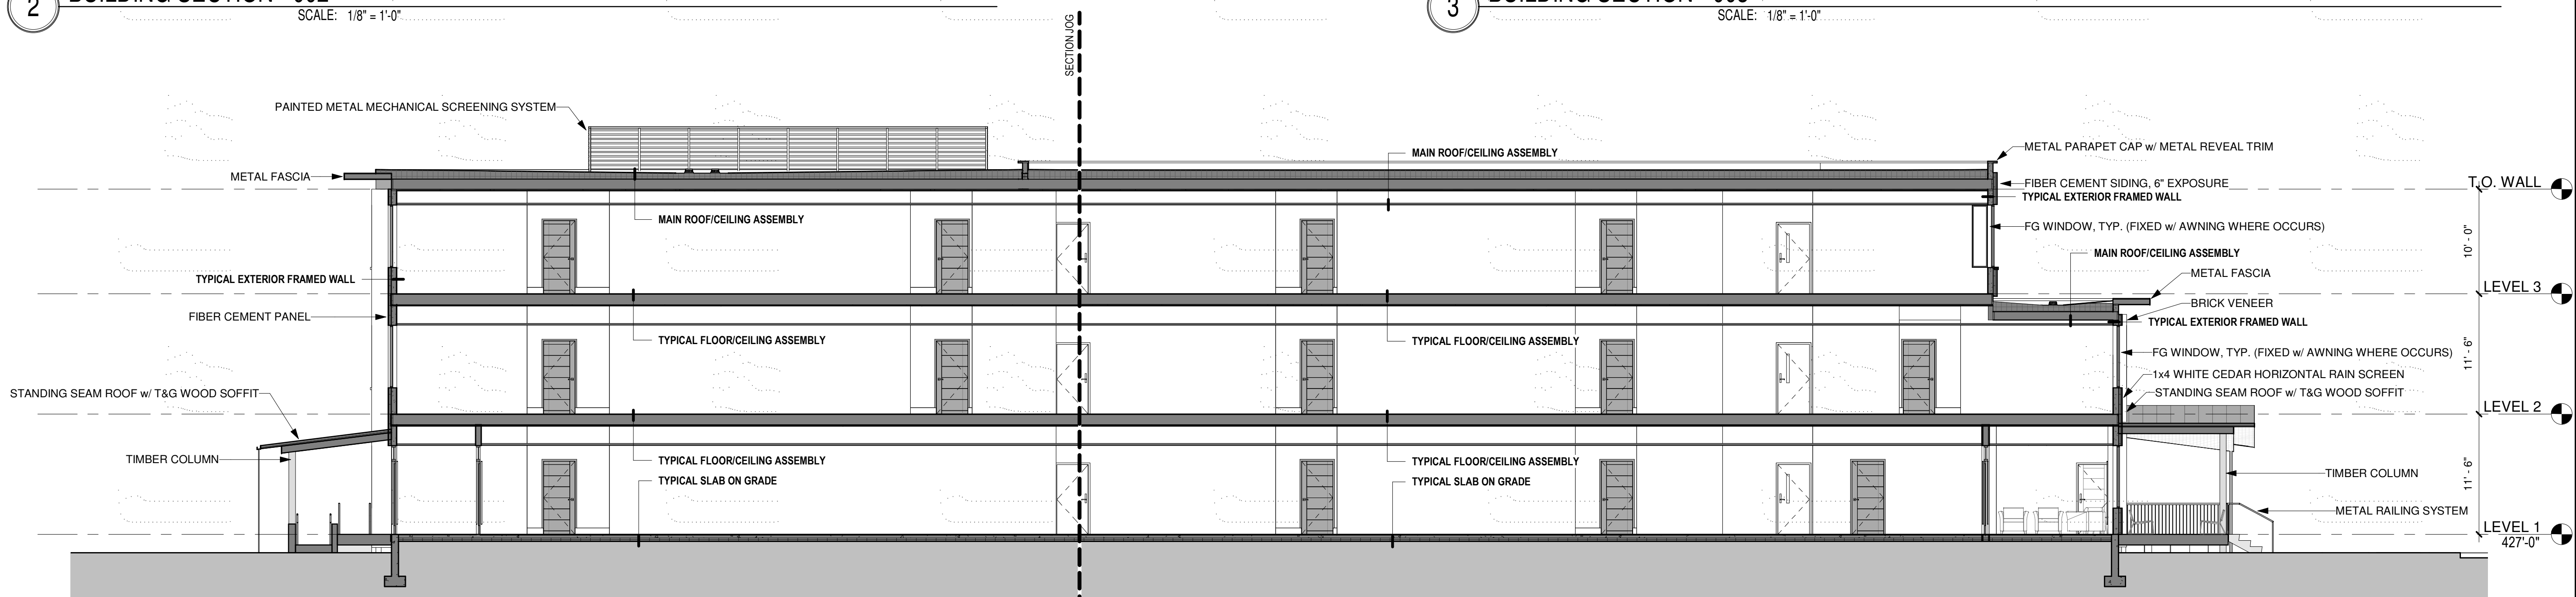 2
BUILDING SECTION - 002
SCALE: 1/8" = 1'-0"
3
BUILDING SECTION - 003
SCALE: 1/8" = 1'-0"
SECTION JOG
PAINTED METAL MECHANICAL SCREENING SYSTEM
METAL FASCIA
MAIN ROOF/CEILING ASSEMBLY
TYPICAL EXTERIOR FRAMED WALL
FIBER CEMENT PANEL
TYPICAL FLOOR/CEILING ASSEMBLY
STANDING SEAM ROOF w/ T&G WOOD SOFFIT
TIMBER COLUMN
TYPICAL FLOOR/CEILING ASSEMBLY
TYPICAL SLAB ON GRADE
MAIN ROOF/CEILING ASSEMBLY
TYPICAL FLOOR/CEILING ASSEMBLY
TYPICAL FLOOR/CEILING ASSEMBLY
TYPICAL SLAB ON GRADE
METAL PARAPET CAP w/ METAL REVEAL TRIM
FIBER CEMENT SIDING, 6" EXPOSURE
TYPICAL EXTERIOR FRAMED WALL
FG WINDOW, TYP. (FIXED w/ AWNING WHERE OCCURS)
MAIN ROOF/CEILING ASSEMBLY
METAL FASCIA
BRICK VENEER
TYPICAL EXTERIOR FRAMED WALL
FG WINDOW, TYP. (FIXED w/ AWNING WHERE OCCURS)
1x4 WHITE CEDAR HORIZONTAL RAIN SCREEN
STANDING SEAM ROOF w/ T&G WOOD SOFFIT
TIMBER COLUMN
METAL RAILING SYSTEM
T.O. WALL
10' - 0"
LEVEL 3
11' - 6"
LEVEL 2
11' - 6"
LEVEL 1
427'-0"